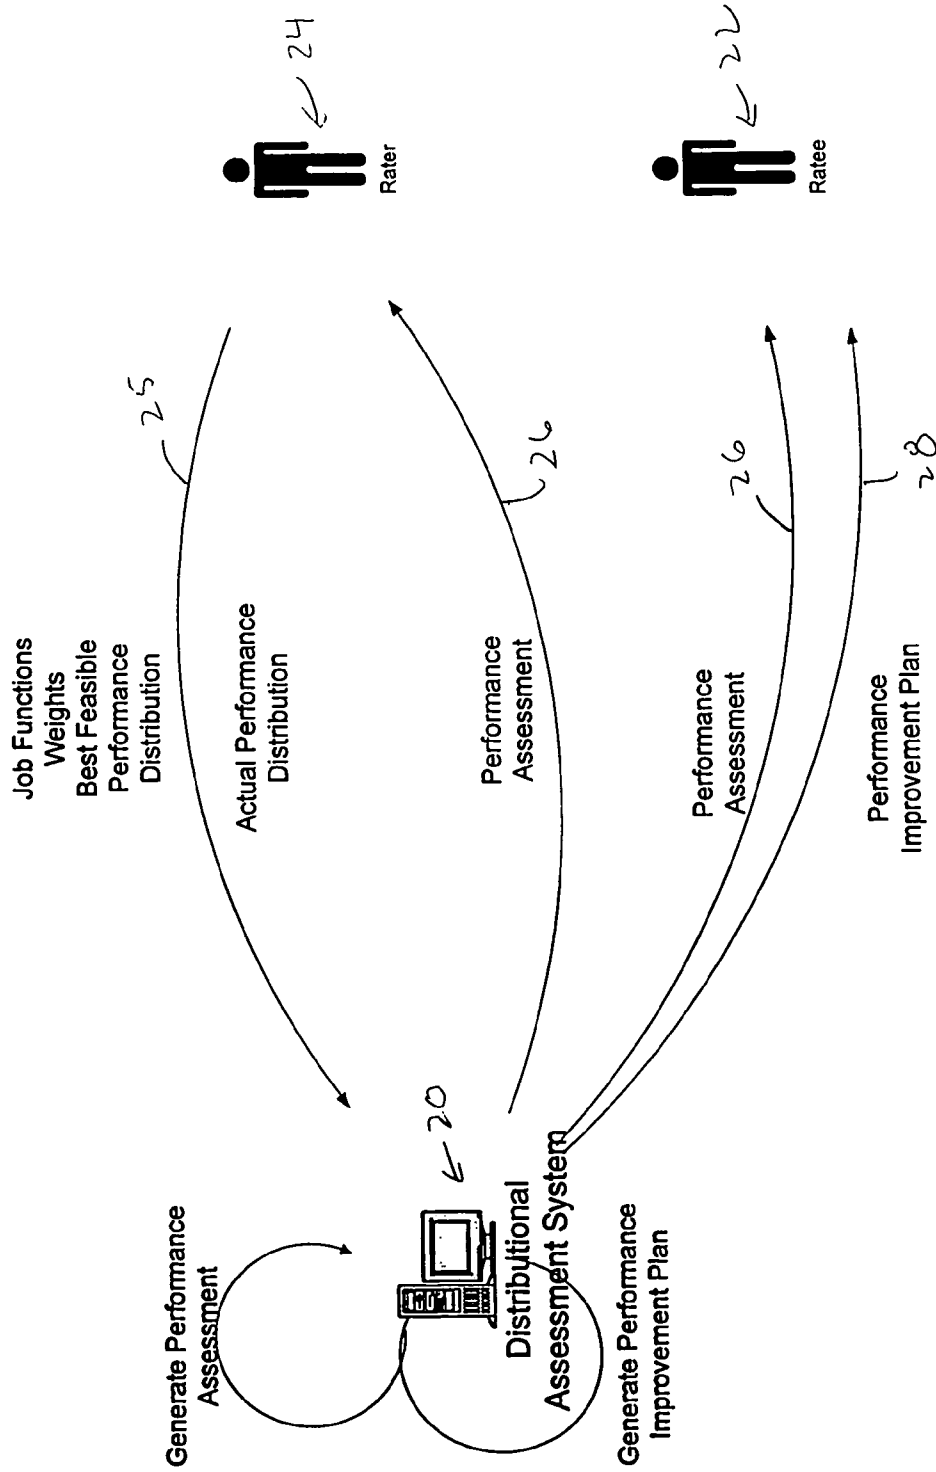 Job Functions
Weights
Best Feasible
Performance
Distribution
25
24
Rater
Actual Performance
Distribution
Generate Performance
Assessment
Performance
Assessment
26
20
Distributional
Assessment System
22
Ratee
Performance
Assessment
26
Generate Performance
Improvement Plan
Performance
Improvement Plan
28